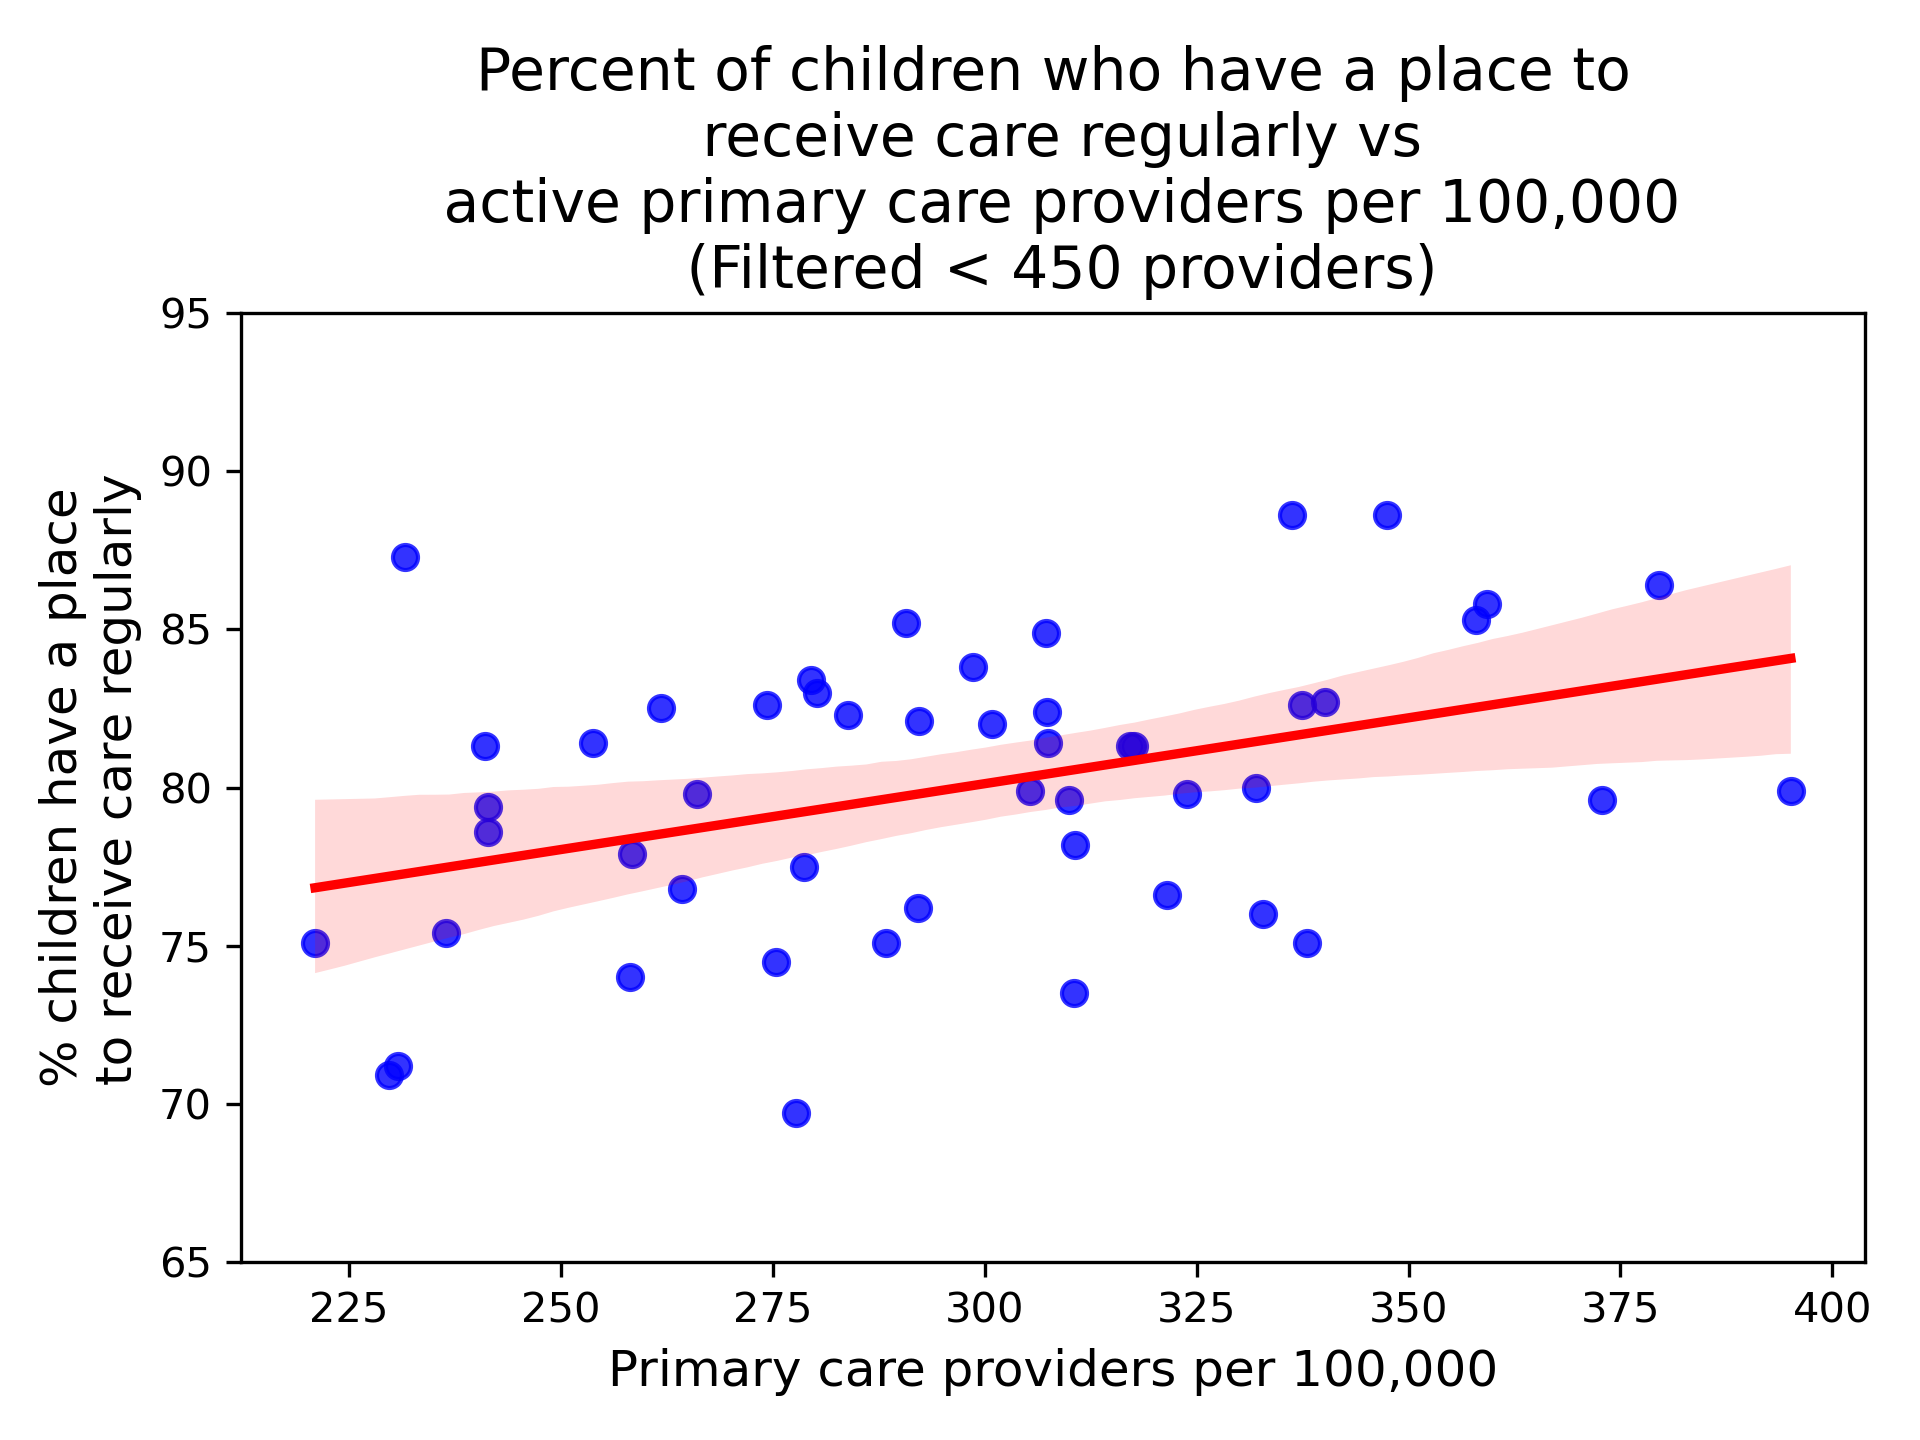 Percent of children who have a place to
receive care regularly vs
active primary care providers per 100,000
(Filtered < 450 providers)
95
90
85
80
75
70
65
% children have a place
to receive care regularly
225 250 275 300 325 350 375 400
Primary care providers per 100,000